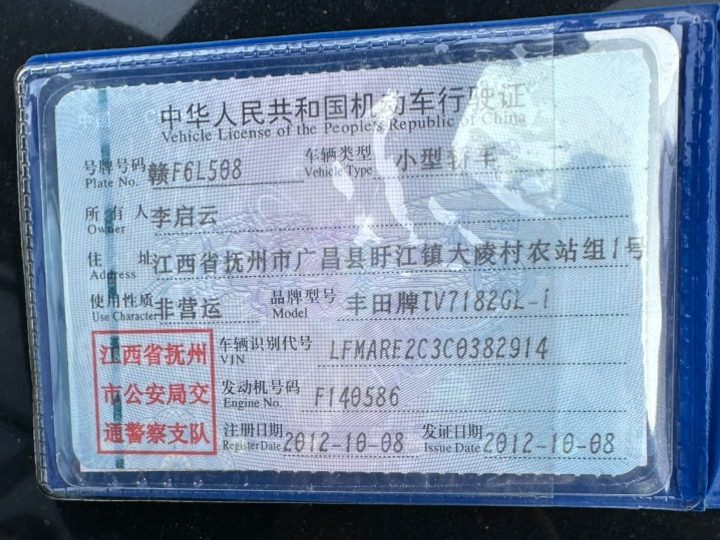 中华人民共和国机动车行驶证
Vehicle License of the People's Republic of China
号牌号码 赣F6L508 车辆类型 小型轿车
Plate No. Vehicle Type
所有人 李启云
Owner
住址 江西省抚州市广昌县盱江镇大陵村农站组1号
Address
使用性质 非营运 品牌型号 丰田牌TV7182GL-i
Use Character Model
江西省抚州
市公安局交
通警察支队
车辆识别代号 LFMARE2C3C0382914
VIN
发动机号码 F140586
Engine No.
注册日期 2012-10-08 发证日期 2012-10-08
Register Date Issue Date